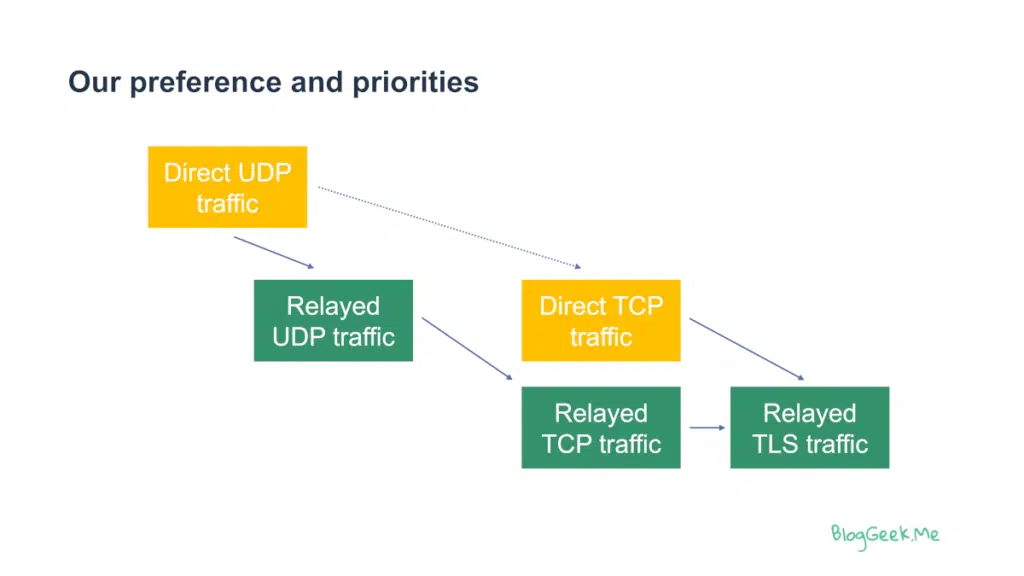 Our preference and priorities
Direct UDP
traffic
Relayed
UDP traffic
Direct TCP
traffic
Relayed
TCP traffic
Relayed
TLS traffic
BlogGeek.Me